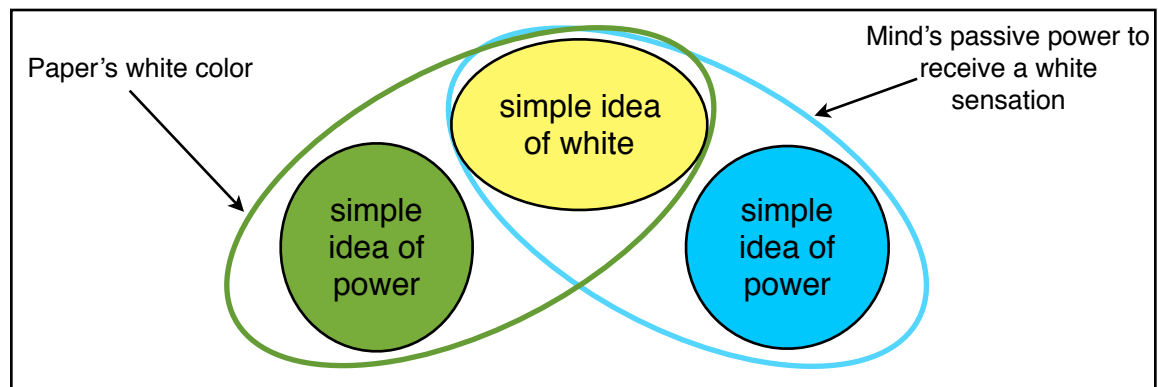 Paper's white color
Mind's passive power to
receive a white
sensation
simple idea
of white
simple
idea of
power
simple
idea of
power